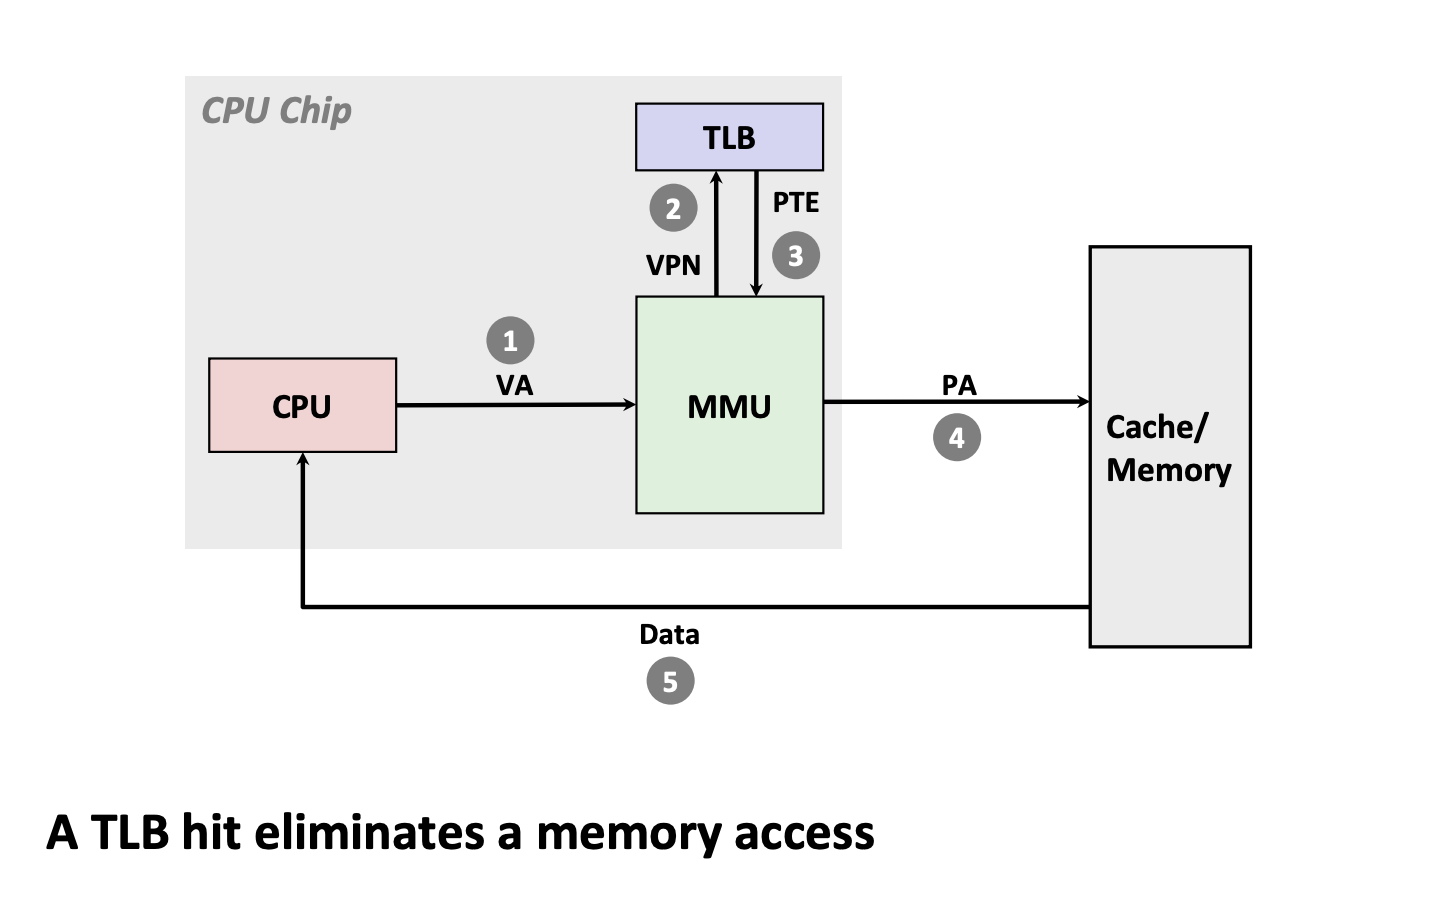 CPU Chip
TLB
2
PTE
VPN
3
1
VA
CPU
MMU
PA
4
Cache/
Memory
Data
5
A TLB hit eliminates a memory access